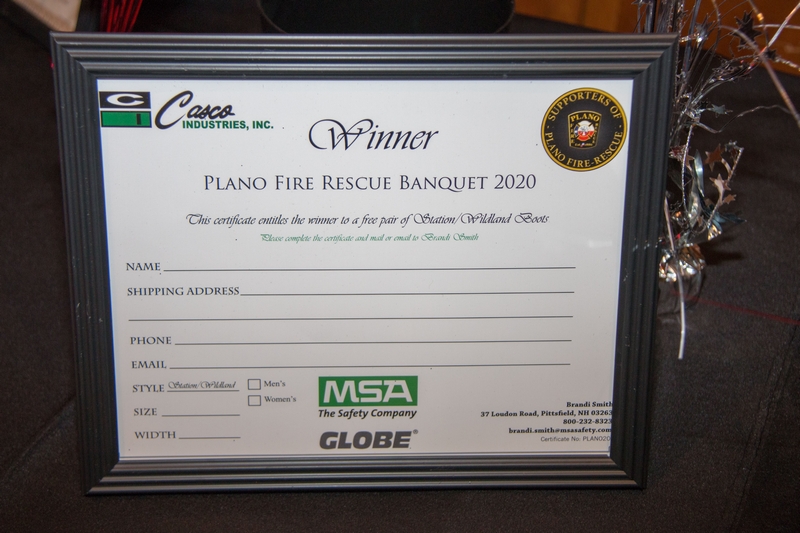 C
I
Casco
INDUSTRIES, INC.
SUPPORTERS OF
PLANO
PLANO FIRE-RESCUE
Winner
PLANO FIRE RESCUE BANQUET 2020
This certificate entitles the winner to a free pair of Station/Wildland Boots
Please complete the certificate and mail or email to Brandi Smith
NAME
SHIPPING ADDRESS
PHONE
EMAIL
STYLE Station/Wildland Men's
Women's
SIZE
WIDTH
MSA
The Safety Company
GLOBE®
Brandi Smith
37 Loudon Road, Pittsfield, NH 03263
800-232-8323
brandi.smith@msasafety.com
Certificate No: PLANO20